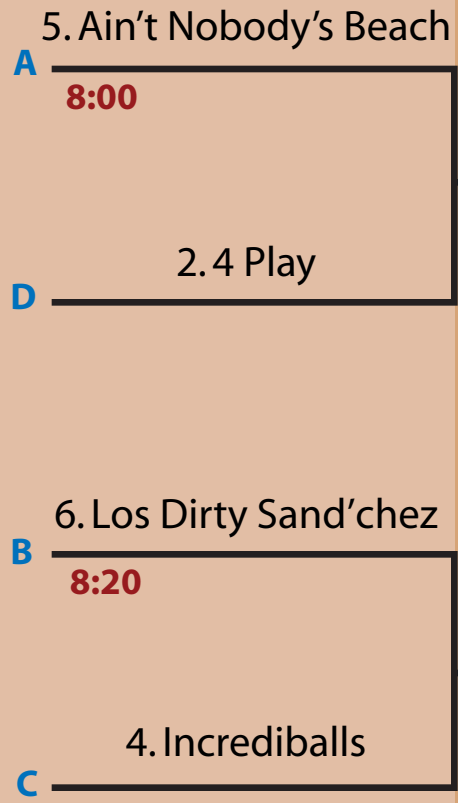 5. Ain't Nobody's Beach
A
8:00
2. 4 Play
D
6. Los Dirty Sand'chez
B
8:20
4. Incrediballs
C